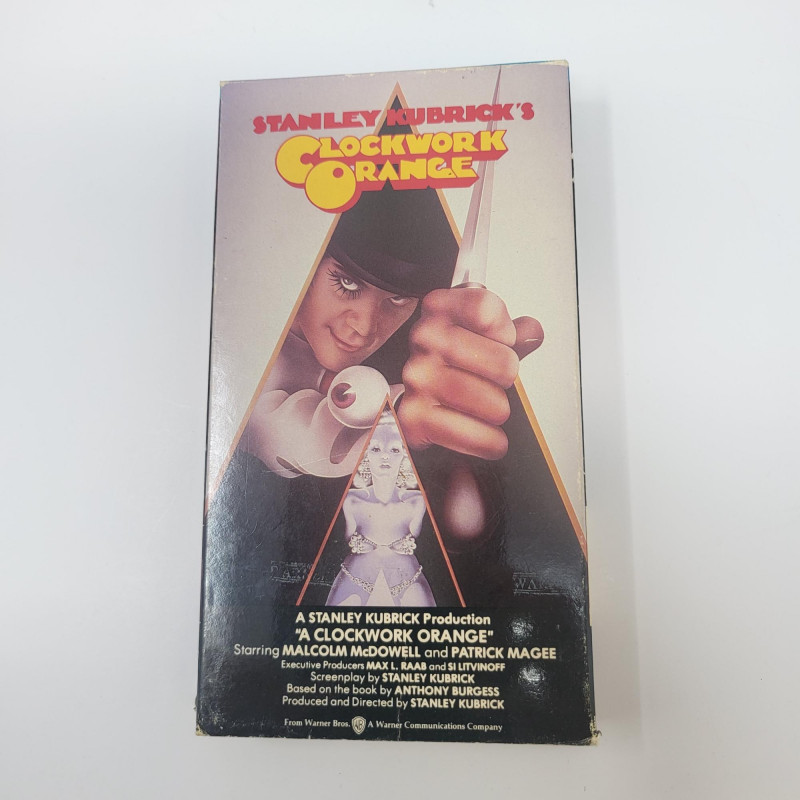 STANLEY KUBRICK'S
CLOCKWORK
ORANGE
A STANLEY KUBRICK Production
"A CLOCKWORK ORANGE"
Starring MALCOLM McDOWELL and PATRICK MAGEE
Executive Producers MAX L. RAAB and SI LITVINOFF
Screenplay by STANLEY KUBRICK
Based on the book by ANTHONY BURGESS
Produced and Directed by STANLEY KUBRICK
From Warner Bros. WB A Warner Communications Company